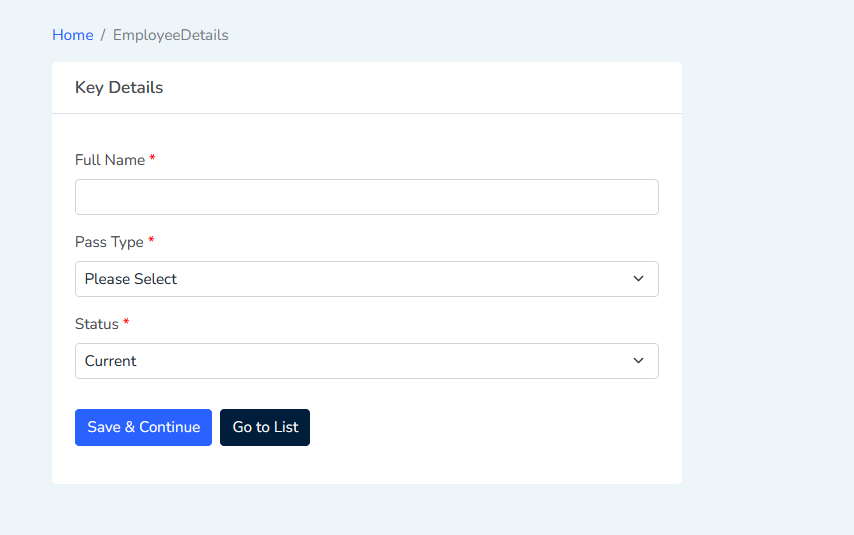 Home / EmployeeDetails
Key Details
Full Name *
Pass Type *
Please Select
Status *
Current
Save & Continue Go to List